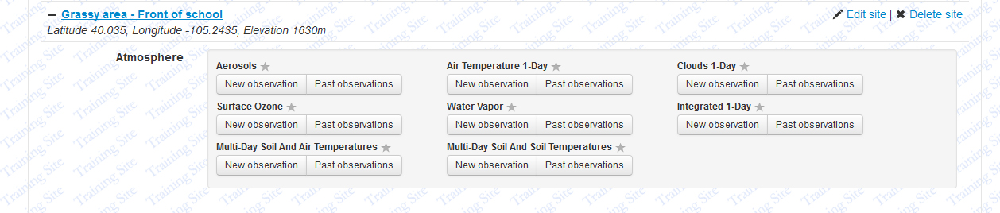 Grassy area - Front of school
Edit site | Delete site
Latitude 40.035, Longitude -105.2435, Elevation 1630m
Atmosphere
Aerosols
Air Temperature 1-Day
Clouds 1-Day
New observation Past observations
New observation Past observations
New observation Past observations
Surface Ozone
Water Vapor
Integrated 1-Day
New observation Past observations
New observation Past observations
New observation Past observations
Multi-Day Soil And Air Temperatures
Multi-Day Soil And Soil Temperatures
New observation Past observations
New observation Past observations
Training Site